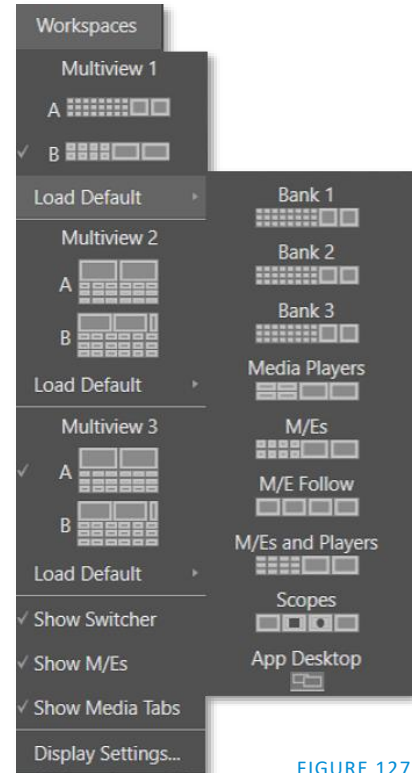 Workspaces
Multiview 1
A
✓ B
Load Default
Multiview 2
A
B
Load Default
Multiview 3
✓ A
B
Load Default
✓ Show Switcher
✓ Show M/Es
✓ Show Media Tabs
Display Settings...
Bank 1
Bank 2
Bank 3
Media Players
M/Es
M/E Follow
M/Es and Players
Scopes
App Desktop
FIGURE 127